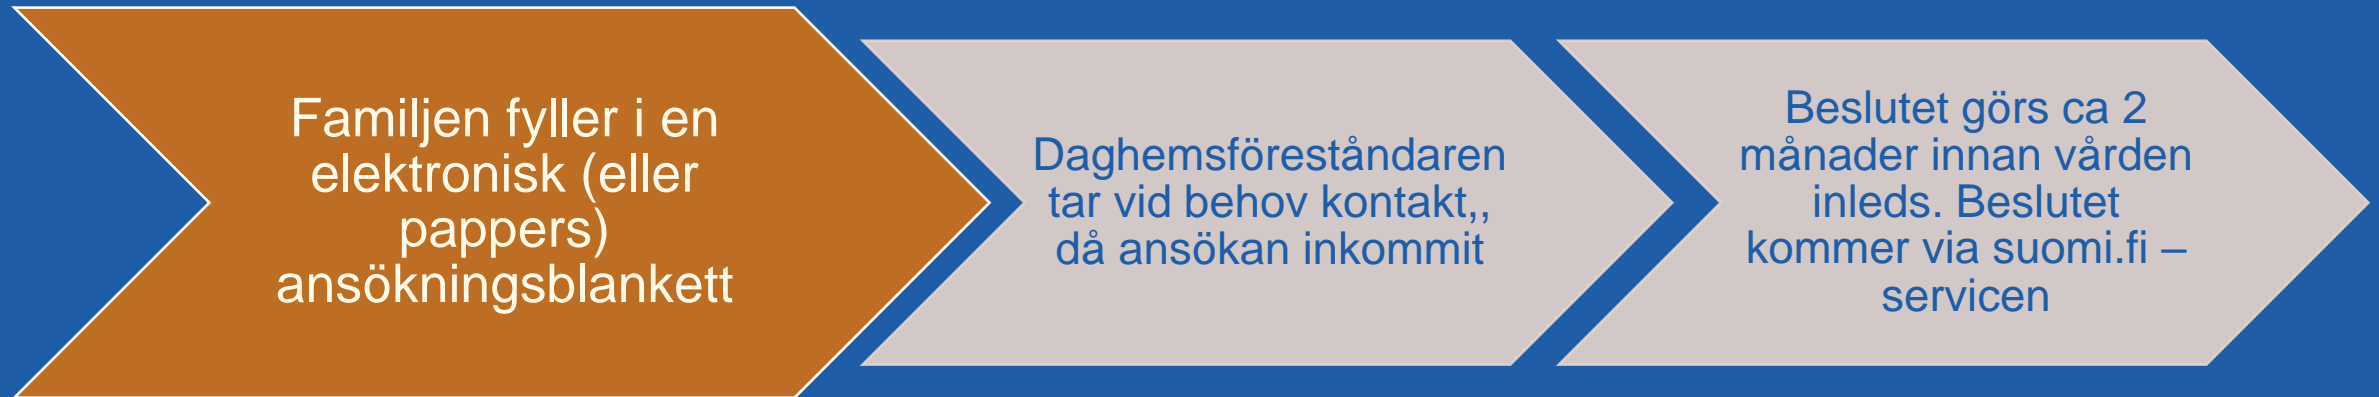 Familjen fyller i en
elektronisk (eller
pappers)
ansökningsblankett
Daghemsföreståndaren
tar vid behov kontakt,,
då ansökan inkommit
Beslutet görs ca 2
månader innan vården
inleds. Beslutet
kommer via suomi.fi –
servicen